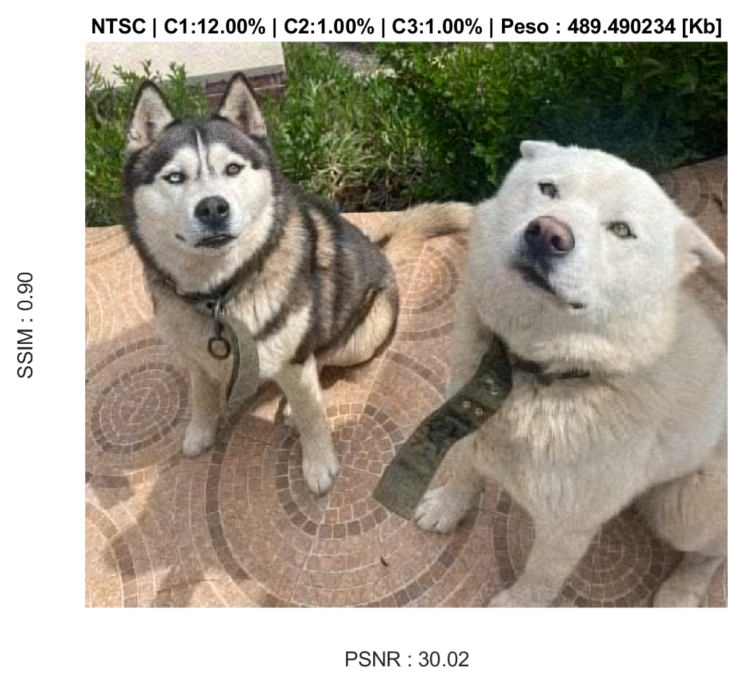 NTSC | C1:12.00% | C2:1.00% | C3:1.00% | Peso : 489.490234 [Kb]
SSIM : 0.90
PSNR : 30.02